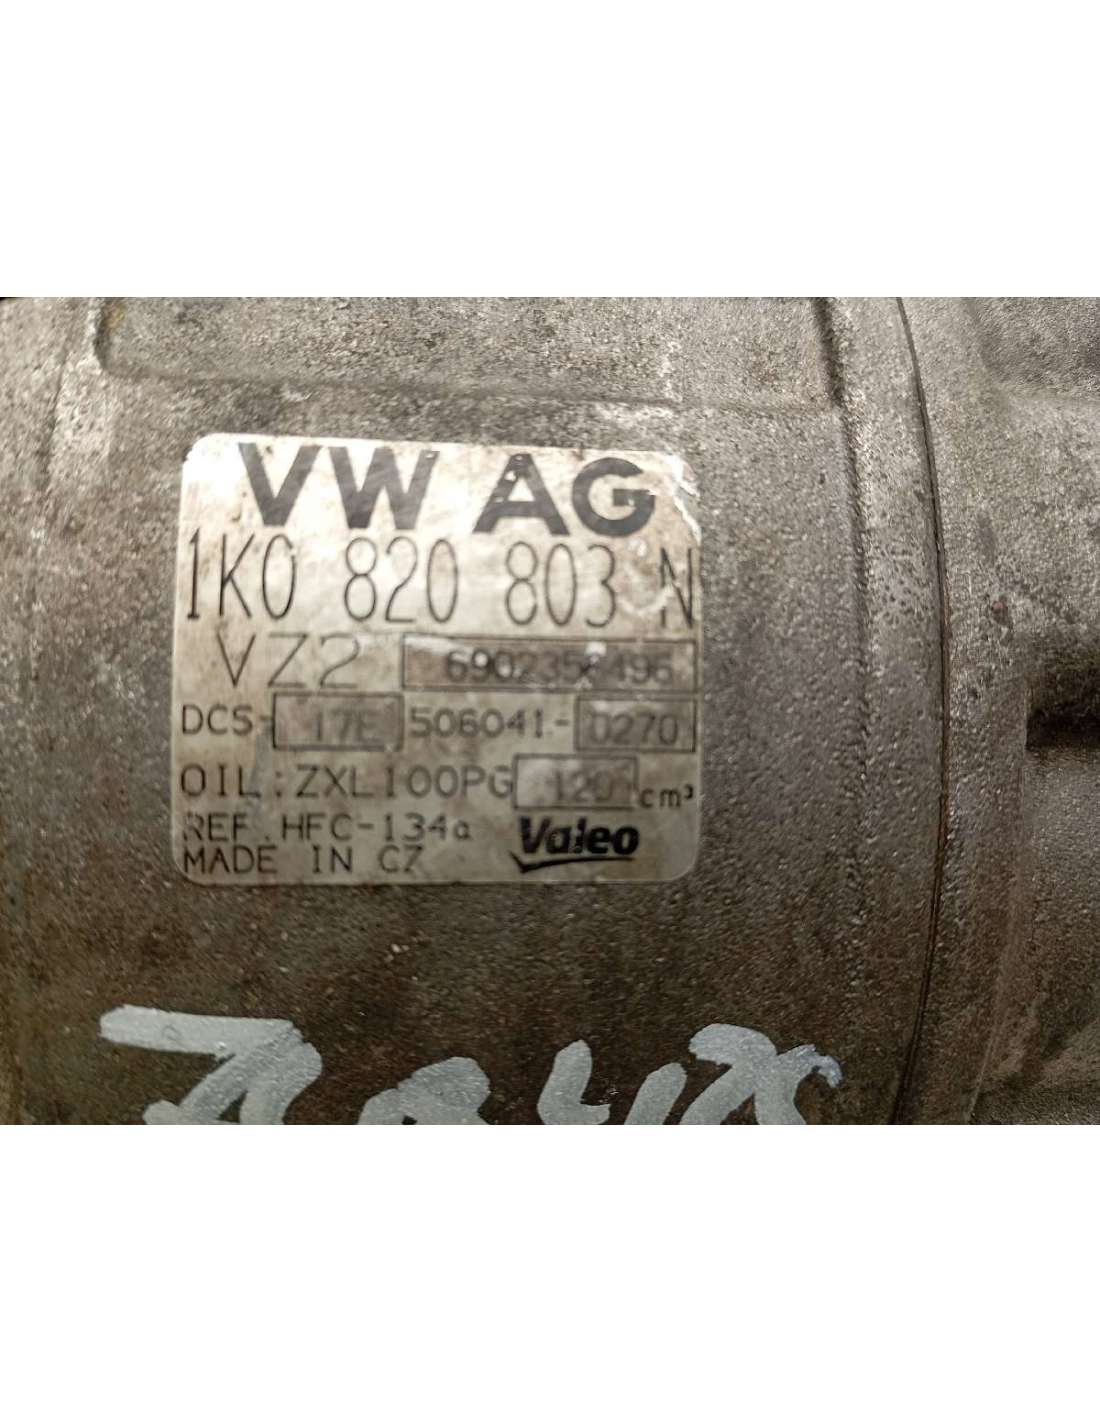 VW AG
1K0 820 803 N
VZ2 6902358496
DCS-17E 506041-0270
OIL:ZXL100PG 120 cm³
REF.HFC-134a Valeo
MADE IN CZ